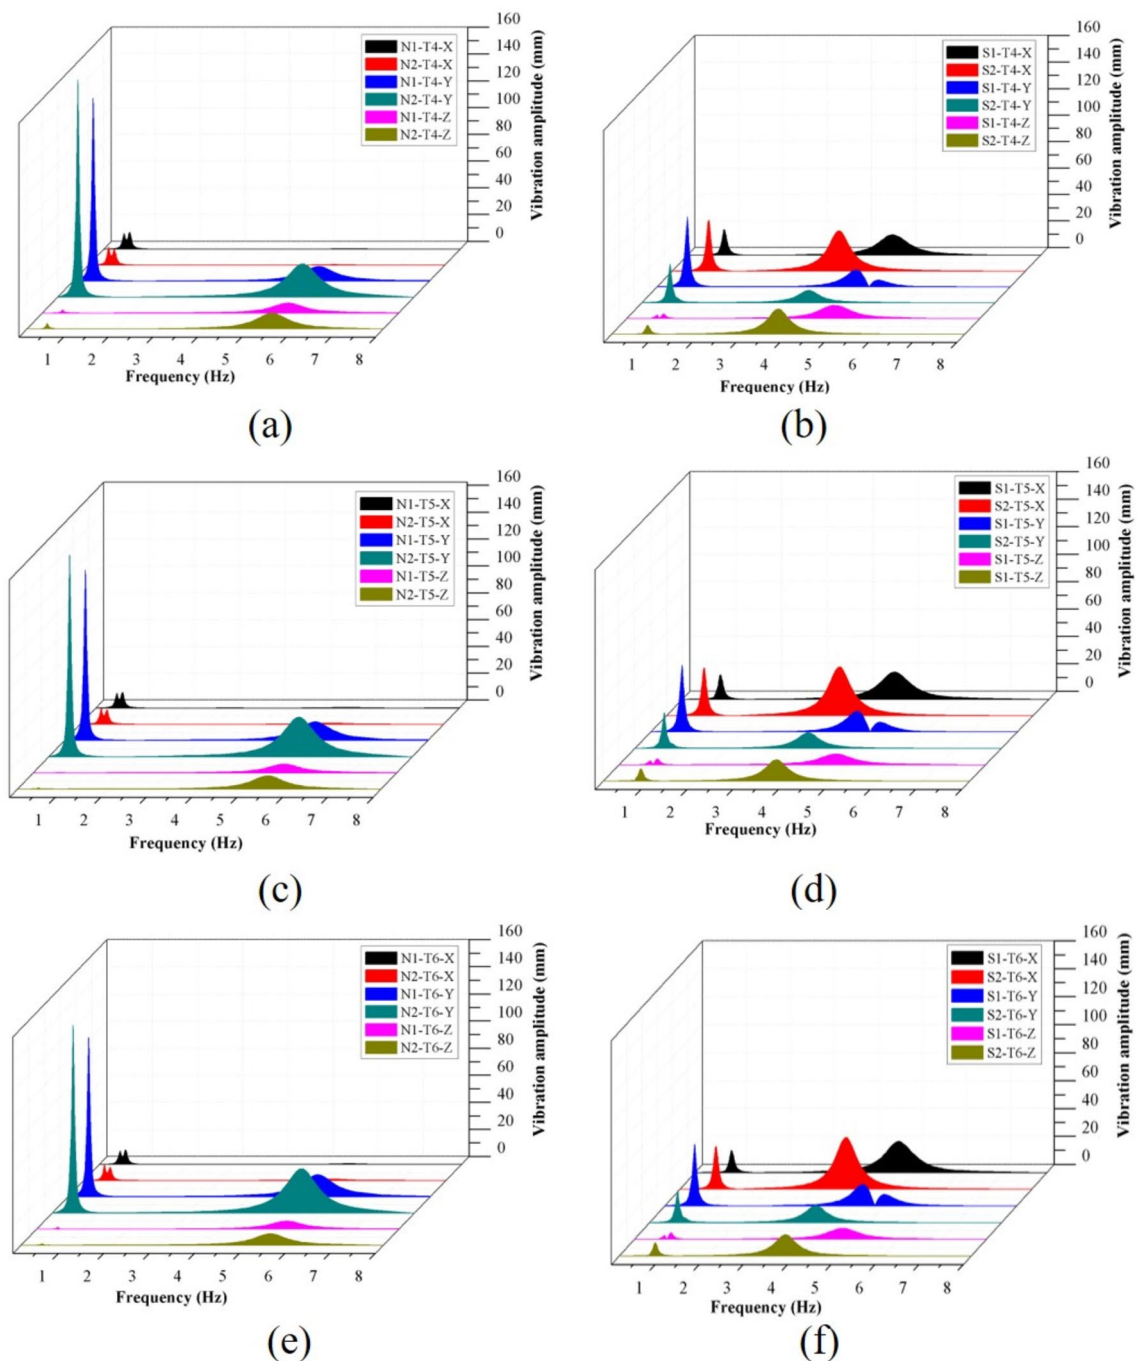 160
140
120
100
80
60
40
20
0
Vibration amplitude (mm)
N1-T4-X
N2-T4-X
N1-T4-Y
N2-T4-Y
N1-T4-Z
N2-T4-Z
1 2 3 4 5 6 7 8
Frequency (Hz)
(a)
160
140
120
100
80
60
40
20
0
Vibration amplitude (mm)
S1-T4-X
S2-T4-X
S1-T4-Y
S2-T4-Y
S1-T4-Z
S2-T4-Z
1 2 3 4 5 6 7 8
Frequency (Hz)
(b)
160
140
120
100
80
60
40
20
0
Vibration amplitude (mm)
N1-T5-X
N2-T5-X
N1-T5-Y
N2-T5-Y
N1-T5-Z
N2-T5-Z
1 2 3 4 5 6 7 8
Frequency (Hz)
(c)
160
140
120
100
80
60
40
20
0
Vibration amplitude (mm)
S1-T5-X
S2-T5-X
S1-T5-Y
S2-T5-Y
S1-T5-Z
S1-T5-Z
1 2 3 4 5 6 7 8
Frequency (Hz)
(d)
160
140
120
100
80
60
40
20
0
Vibration amplitude (mm)
N1-T6-X
N2-T6-X
N1-T6-Y
N2-T6-Y
N1-T6-Z
N2-T6-Z
1 2 3 4 5 6 7 8
Frequency (Hz)
(e)
160
140
120
100
80
60
40
20
0
Vibration amplitude (mm)
S1-T6-X
S2-T6-X
S1-T6-Y
S2-T6-Y
S1-T6-Z
S2-T6-Z
1 2 3 4 5 6 7 8
Frequency (Hz)
(f)